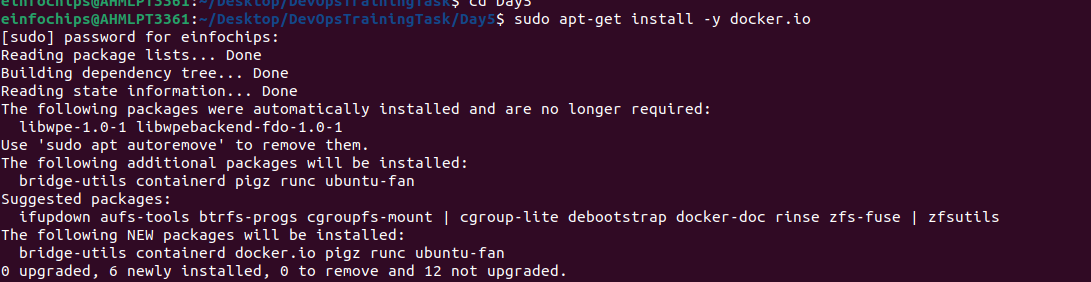 einfochips@AHMLPT3361:~/Desktop/DevOpsTrainingTask$ cd Day5
einfochips@AHMLPT3361:~/Desktop/DevOpsTrainingTask/Day5$ sudo apt-get install -y docker.io
[sudo] password for einfochips:
Reading package lists... Done
Building dependency tree... Done
Reading state information... Done
The following packages were automatically installed and are no longer required:
  libwpe-1.0-1 libwpebackend-fdo-1.0-1
Use 'sudo apt autoremove' to remove them.
The following additional packages will be installed:
  bridge-utils containerd pigz runc ubuntu-fan
Suggested packages:
  ifupdown aufs-tools btrfs-progs cgroupfs-mount | cgroup-lite debootstrap docker-doc rinse zfs-fuse | zfsutils
The following NEW packages will be installed:
  bridge-utils containerd docker.io pigz runc ubuntu-fan
0 upgraded, 6 newly installed, 0 to remove and 12 not upgraded.